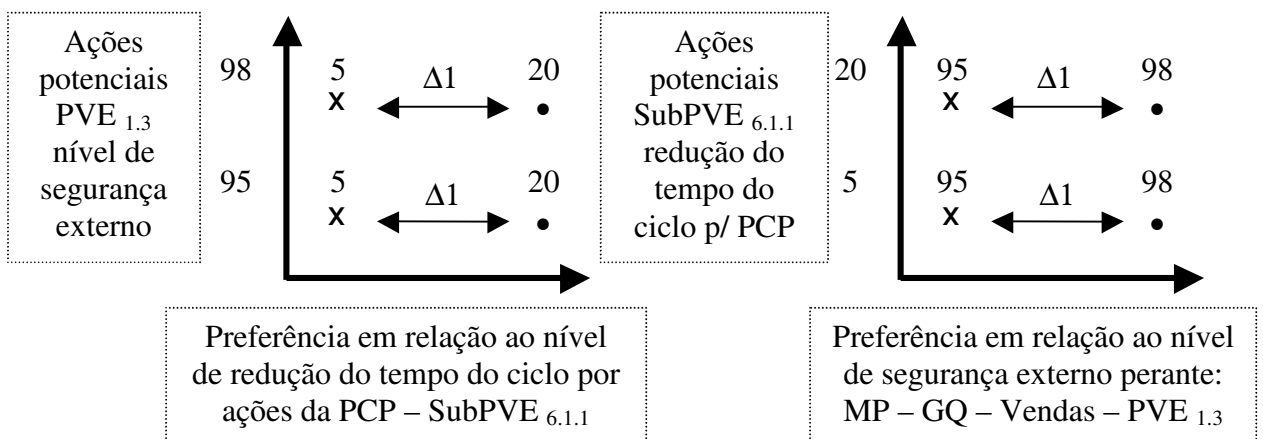 Ações
potenciais
PVE 1.3
nível de
segurança
externo
98
5
Δ1
20
x
•
95
5
Δ1
20
x
•
Preferência em relação ao nível
de redução do tempo do ciclo por
ações da PCP – SubPVE 6.1.1
Ações
potenciais
SubPVE 6.1.1
redução do
tempo do
ciclo p/ PCP
20
95
Δ1
98
x
•
5
95
Δ1
98
x
•
Preferência em relação ao nível
de segurança externo perante:
MP – GQ – Vendas – PVE 1.3